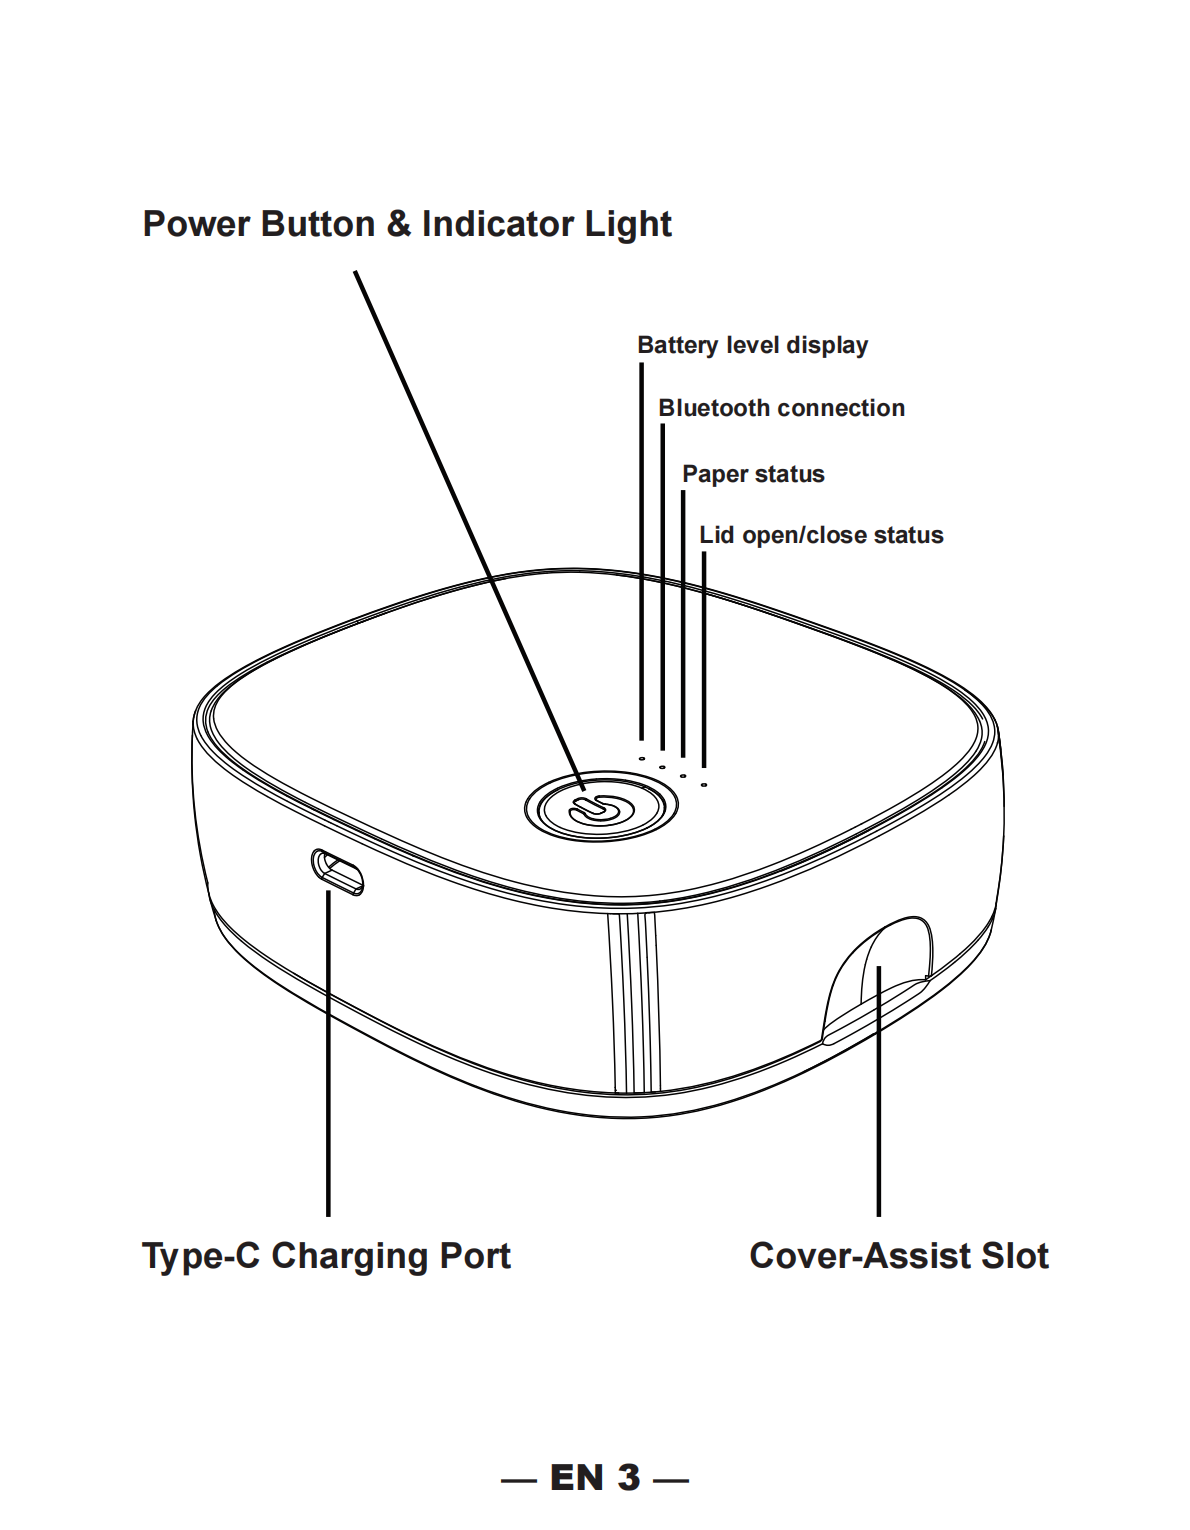 Power Button & Indicator Light
Battery level display
Bluetooth connection
Paper status
Lid open/close status
Type-C Charging Port
Cover-Assist Slot
— EN 3 —